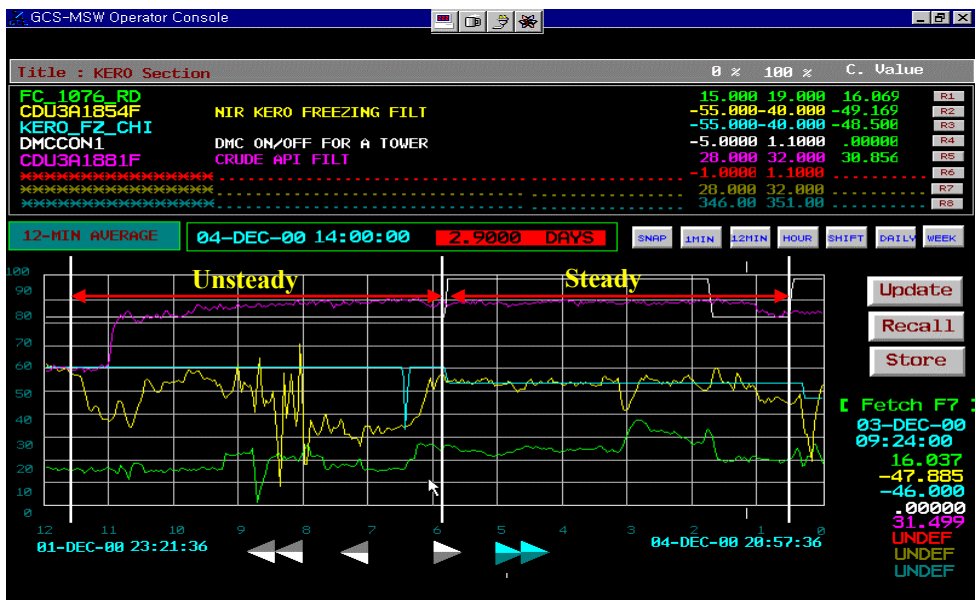 GCS-MSW Operator Console
Title : KERO Section 0 % 100 % C. Value
FC_1076_RD 15.000 19.000 16.069 R1
CDU3A1854F NIR KERO FREEZING FILT -55.000-40.000 -49.169 R2
KERO_FZ_CHI -55.000-40.000 -48.500 R3
DMCCON1 DMC ON/OFF FOR A TOWER -5.0000 1.1000 .00000 R4
CDU3A1881F CRUDE API FILT 28.000 32.000 30.856 R5
-1.0000 1.1000 R6
28.000 32.000 R7
346.00 351.00 R8
12-MIN AVERAGE 04-DEC-00 14:00:00 2.9000 DAYS SNAP 1MIN 12MIN HOUR SHIFT DAILY WEEK
Unsteady Steady
100
90
80
70
60
50
40
30
20
10
0
12 11 10 9 8 7 6 5 4 3 2 1 0
01-DEC-00 23:21:36 04-DEC-00 20:57:36
Update
Recall
Store
[ Fetch F7 ]
03-DEC-00
09:24:00
16.037
-47.885
-46.000
.00000
31.499
UNDEF
UNDEF
UNDEF